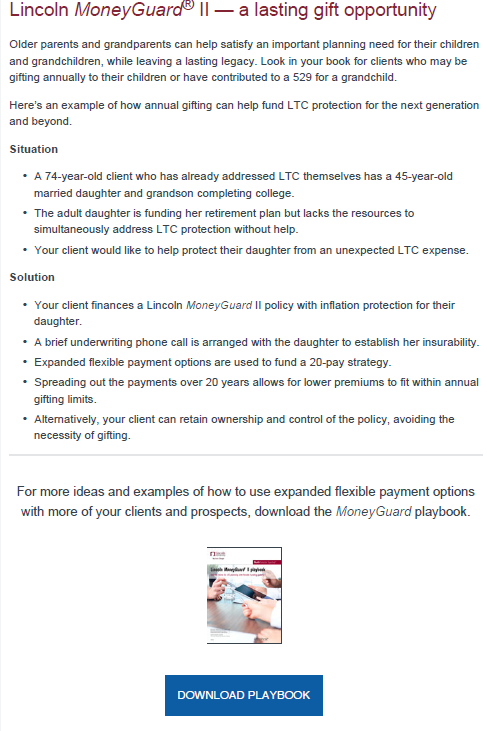 Lincoln MoneyGuard® II — a lasting gift opportunity
Older parents and grandparents can help satisfy an important planning need for their children
and grandchildren, while leaving a lasting legacy. Look in your book for clients who may be
gifting annually to their children or have contributed to a 529 for a grandchild.
Here's an example of how annual gifting can help fund LTC protection for the next generation
and beyond.
Situation
• A 74-year-old client who has already addressed LTC themselves has a 45-year-old
married daughter and grandson completing college.
• The adult daughter is funding her retirement plan but lacks the resources to
simultaneously address LTC protection without help.
• Your client would like to help protect their daughter from an unexpected LTC expense.
Solution
• Your client finances a Lincoln MoneyGuard II policy with inflation protection for their
daughter.
• A brief underwriting phone call is arranged with the daughter to establish her insurability.
• Expanded flexible payment options are used to fund a 20-pay strategy.
• Spreading out the payments over 20 years allows for lower premiums to fit within annual
gifting limits.
• Alternatively, your client can retain ownership and control of the policy, avoiding the
necessity of gifting.
For more ideas and examples of how to use expanded flexible payment options
with more of your clients and prospects, download the MoneyGuard playbook.
Lincoln MoneyGuard® II playbook
DOWNLOAD PLAYBOOK